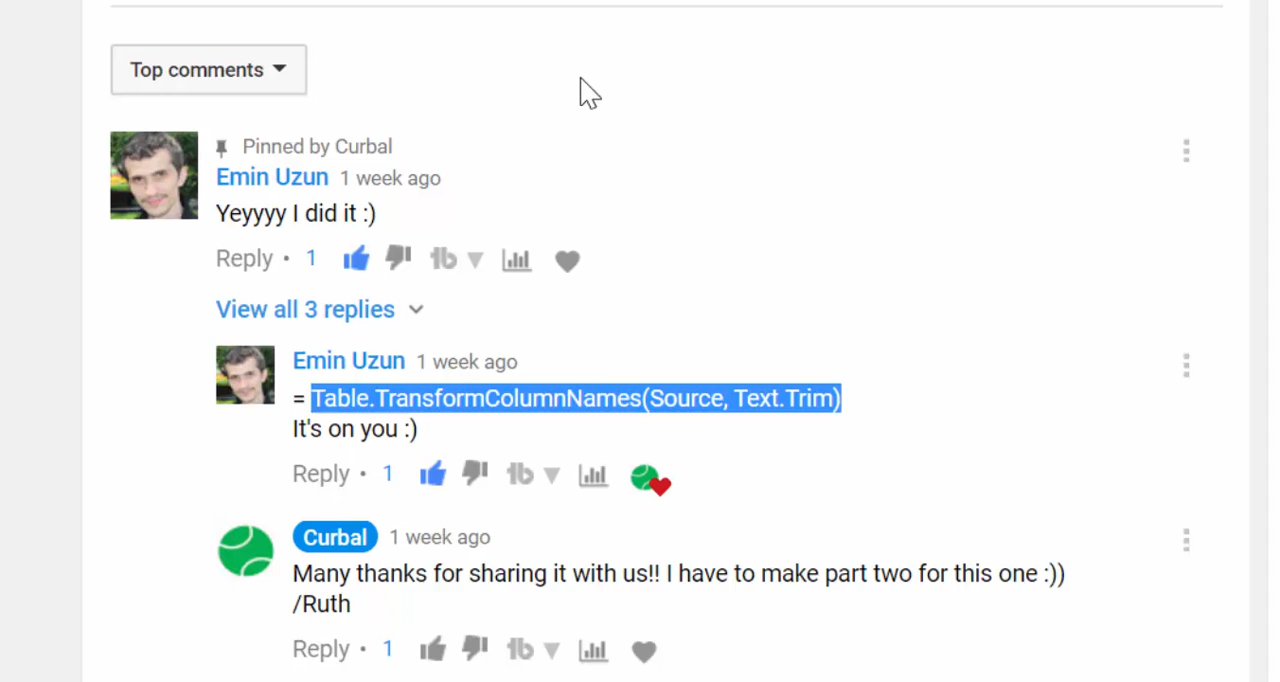 Top comments
Pinned by Curbal
Emin Uzun 1 week ago
Yeyyyy I did it :)
Reply • 1
View all 3 replies
Emin Uzun 1 week ago
= Table.TransformColumnNames(Source, Text.Trim)
It's on you :)
Reply • 1
Curbal 1 week ago
Many thanks for sharing it with us!! I have to make part two for this one :))
/Ruth
Reply • 1